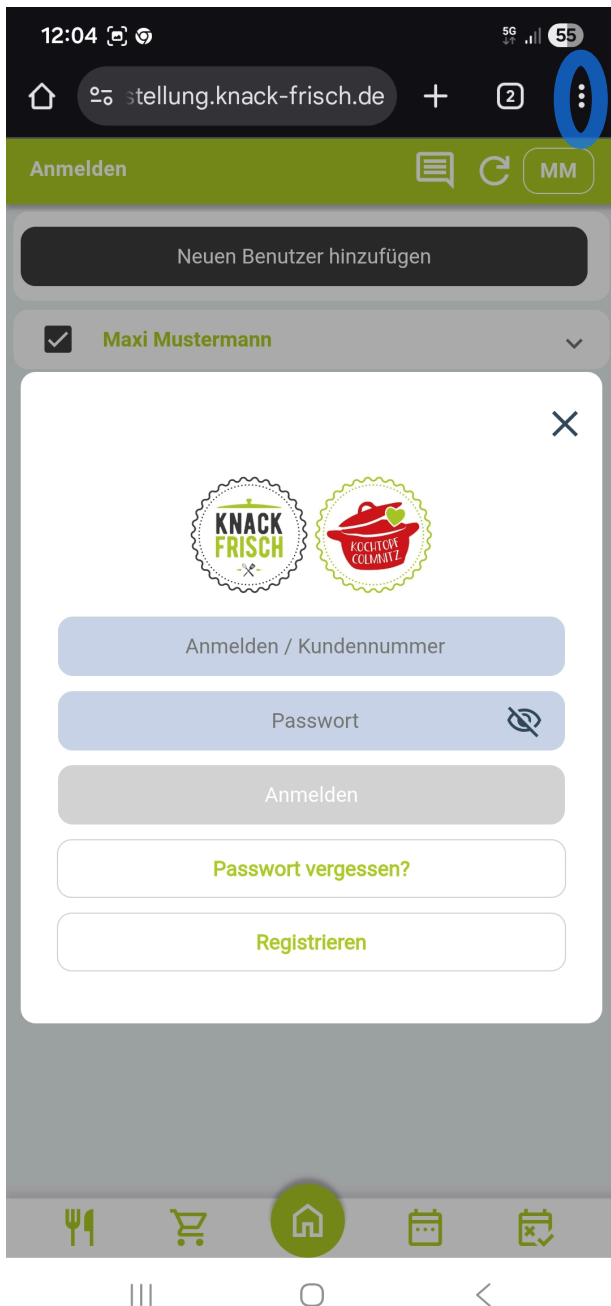 12:04
5G
55
stellung.knack-frisch.de
2
Anmelden
MM
Neuen Benutzer hinzufügen
Maxi Mustermann
KNACK
FRISCH
KOCHTOPF
COLMNITZ
Anmelden / Kundennummer
Passwort
Anmelden
Passwort vergessen?
Registrieren